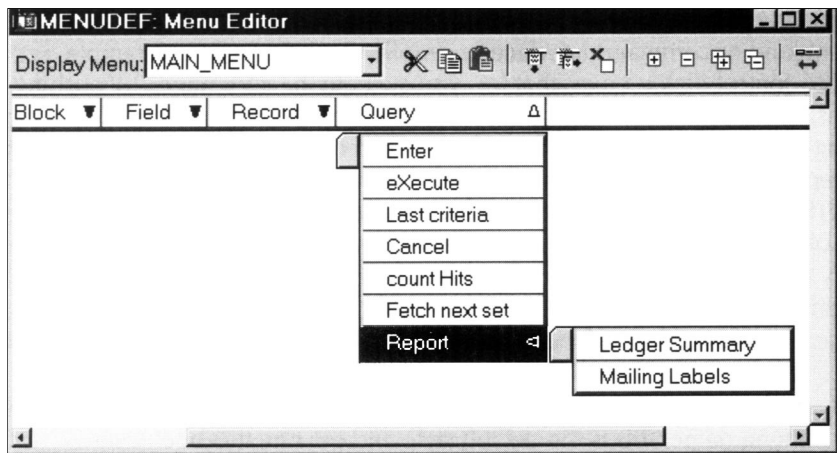 MENUDEF: Menu Editor
Display Menu: MAIN_MENU
Block Field Record Query
Enter
eXecute
Last criteria
Cancel
count Hits
Fetch next set
Report Ledger Summary
Mailing Labels